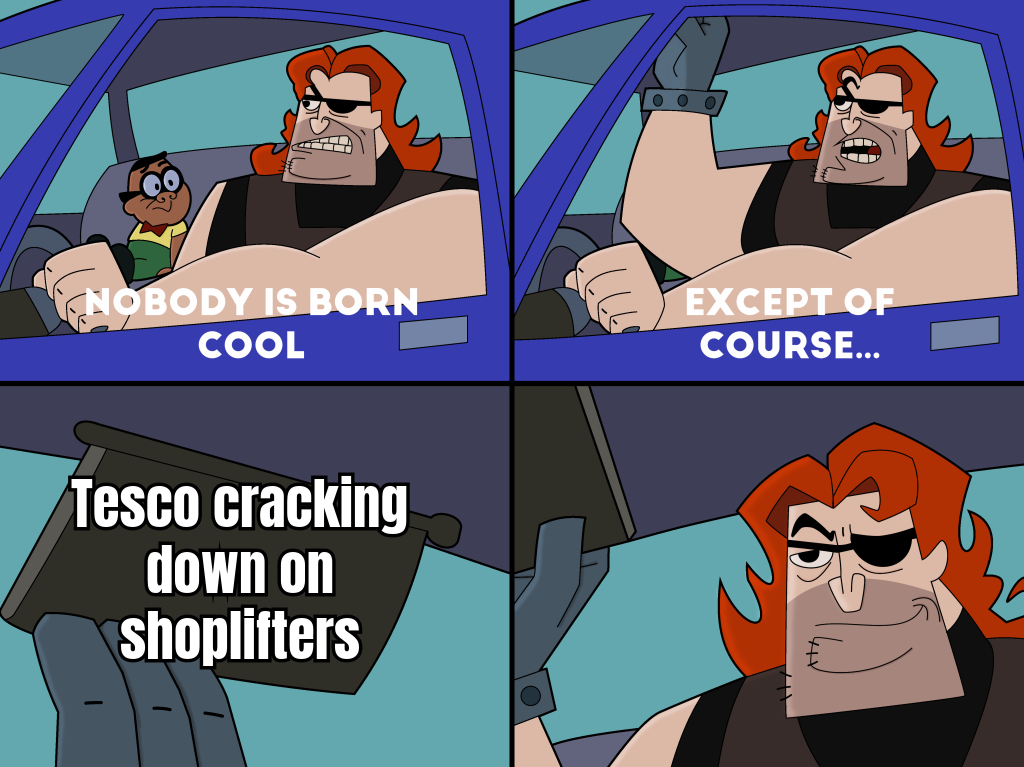 NOBODY IS BORN
COOL
EXCEPT OF
COURSE...
Tesco cracking
down on
shoplifters